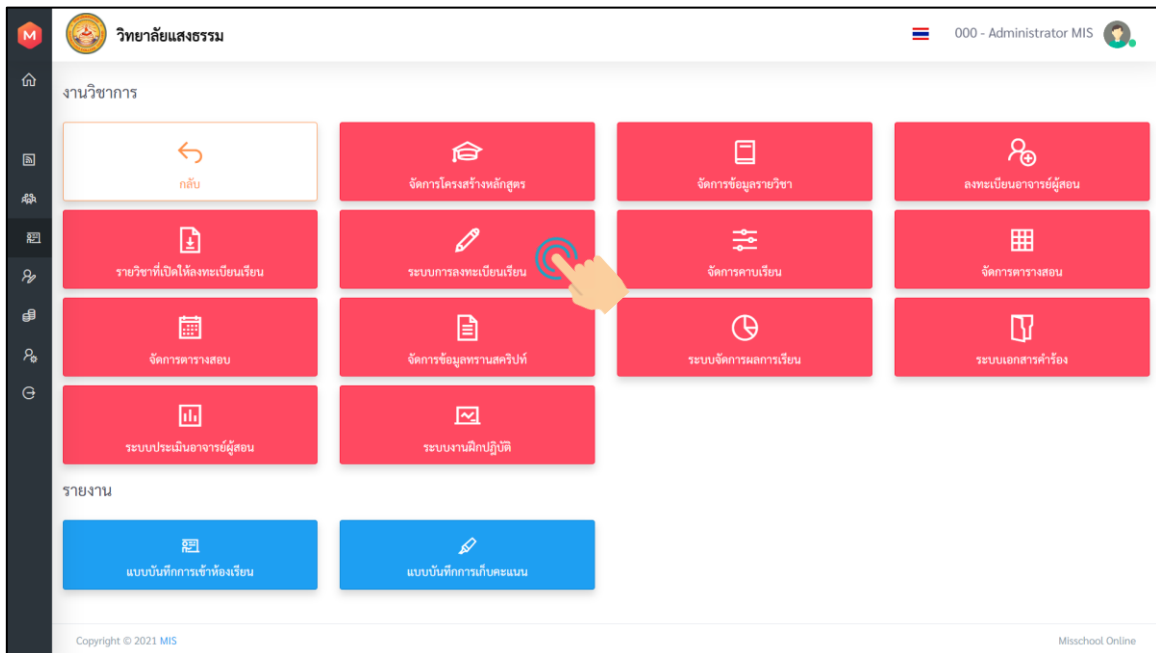 M
วิทยาลัยแสงธรรม
000 - Administrator MIS
งานวิชาการ
กลับ
จัดการโครงสร้างหลักสูตร
จัดการข้อมูลรายวิชา
ลงทะเบียนอาจารย์ผู้สอน
รายวิชาที่เปิดให้ลงทะเบียนเรียน
ระบบการลงทะเบียนเรียน
จัดการคาบเรียน
จัดการตารางสอน
จัดการตารางสอบ
จัดการข้อมูลทรานสคริปท์
ระบบจัดการผลการเรียน
ระบบเอกสารคำร้อง
ระบบประเมินอาจารย์ผู้สอน
ระบบงานฝึกปฏิบัติ
รายงาน
แบบบันทึกการเข้าห้องเรียน
แบบบันทึกการเก็บคะแนน
Copyright © 2021 MIS
Misschool Online